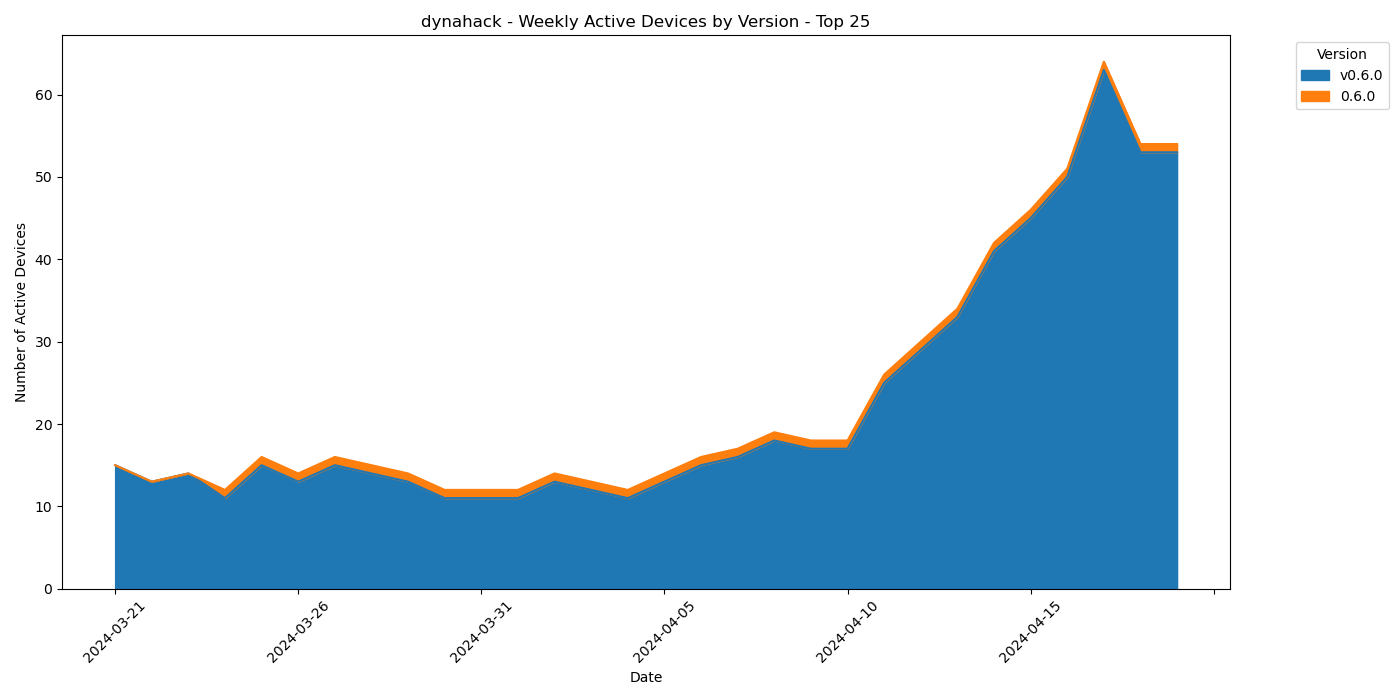 dynahack - Weekly Active Devices by Version - Top 25
Version
v0.6.0
0.6.0
Number of Active Devices
60
50
40
30
20
10
0
2024-03-21
2024-03-26
2024-03-31
2024-04-05
2024-04-10
2024-04-15
Date